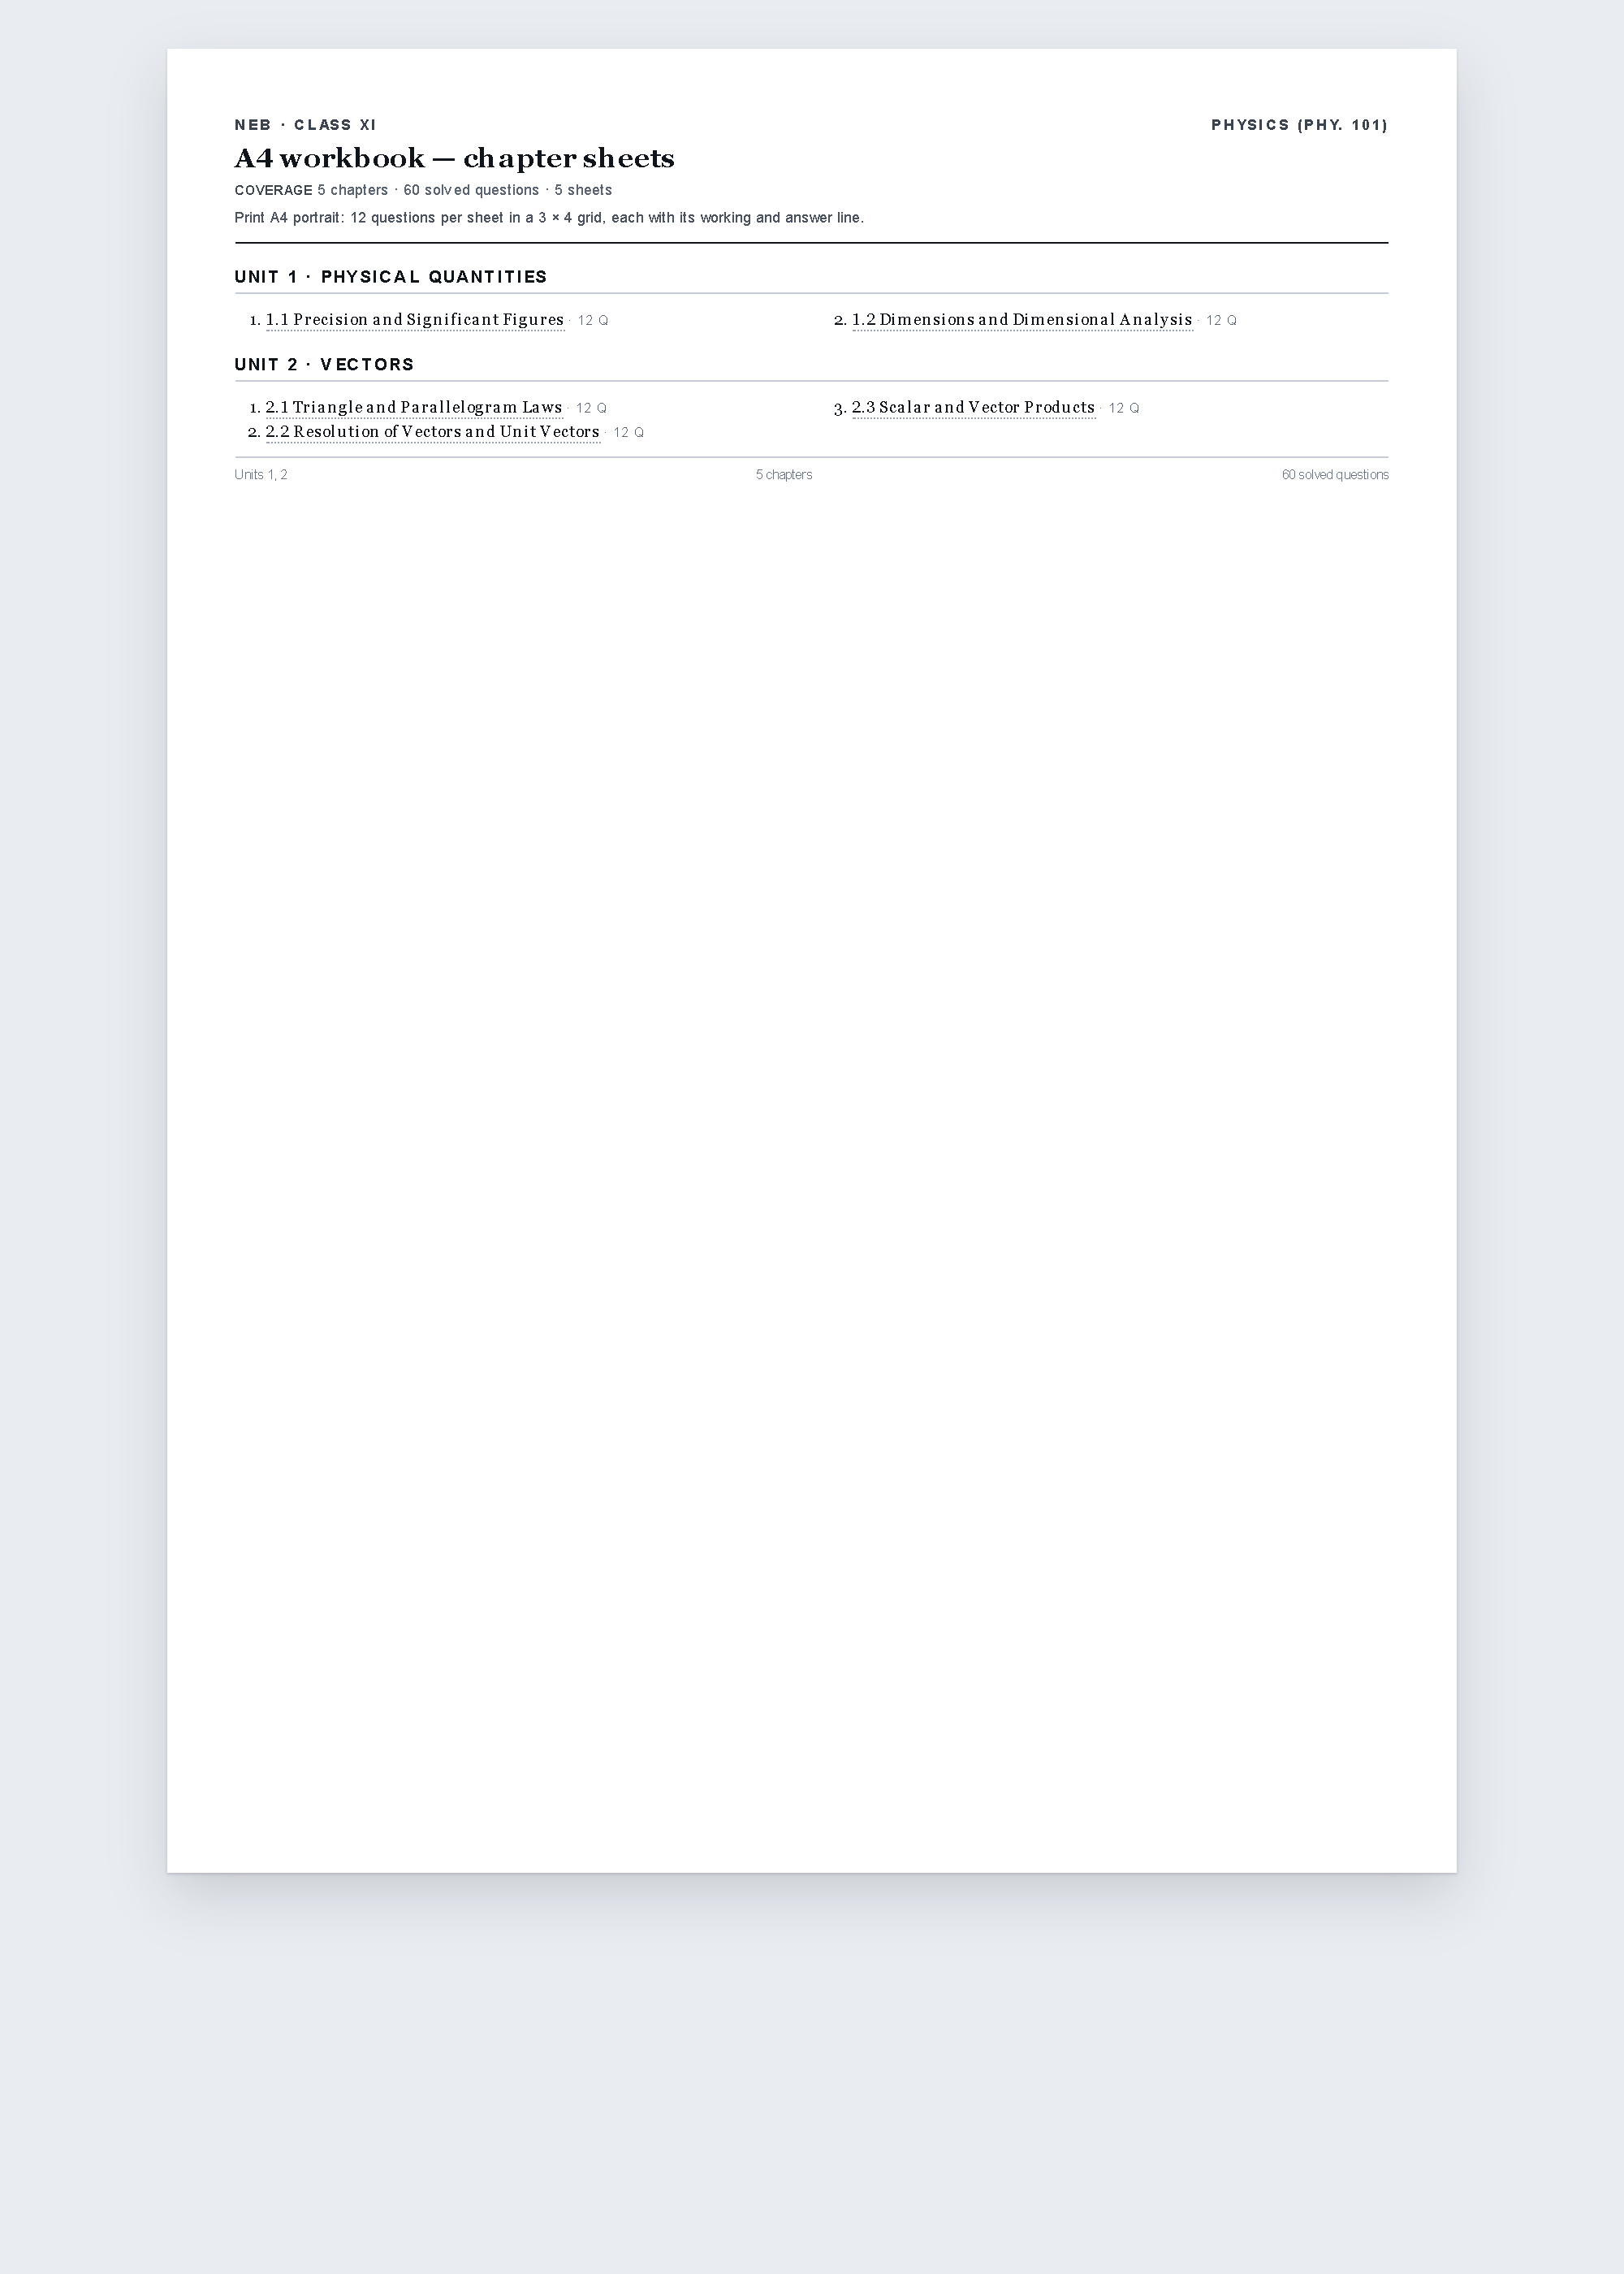 NEB · CLASS XI
PHYSICS (PHY. 101)
A4 workbook — chapter sheets
COVERAGE 5 chapters · 60 solved questions · 5 sheets
Print A4 portrait: 12 questions per sheet in a 3 × 4 grid, each with its working and answer line.
UNIT 1 · PHYSICAL QUANTITIES
1. 1.1 Precision and Significant Figures · 12 Q
2. 1.2 Dimensions and Dimensional Analysis · 12 Q
UNIT 2 · VECTORS
1. 2.1 Triangle and Parallelogram Laws · 12 Q
2. 2.2 Resolution of Vectors and Unit Vectors · 12 Q
3. 2.3 Scalar and Vector Products · 12 Q
Units 1, 2
5 chapters
60 solved questions